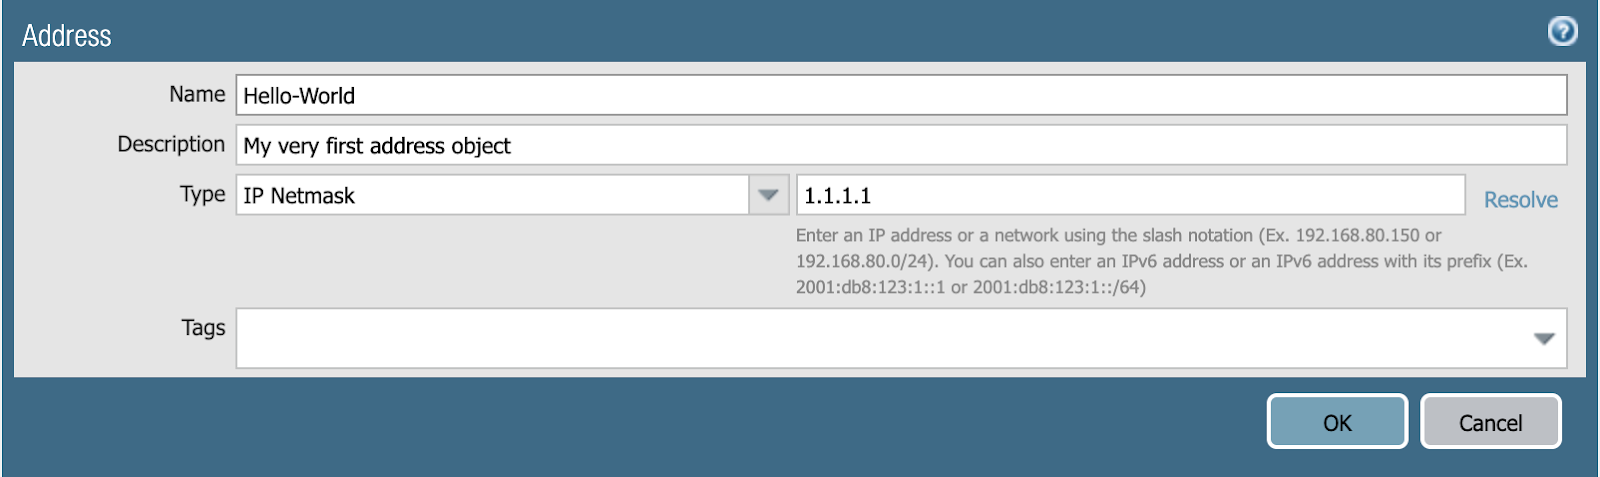 Address
Name Hello-World
Description My very first address object
Type IP Netmask 1.1.1.1 Resolve
Enter an IP address or a network using the slash notation (Ex. 192.168.80.150 or
192.168.80.0/24). You can also enter an IPv6 address or an IPv6 address with its prefix (Ex.
2001:db8:123:1::1 or 2001:db8:123:1::/64)
Tags
OK Cancel